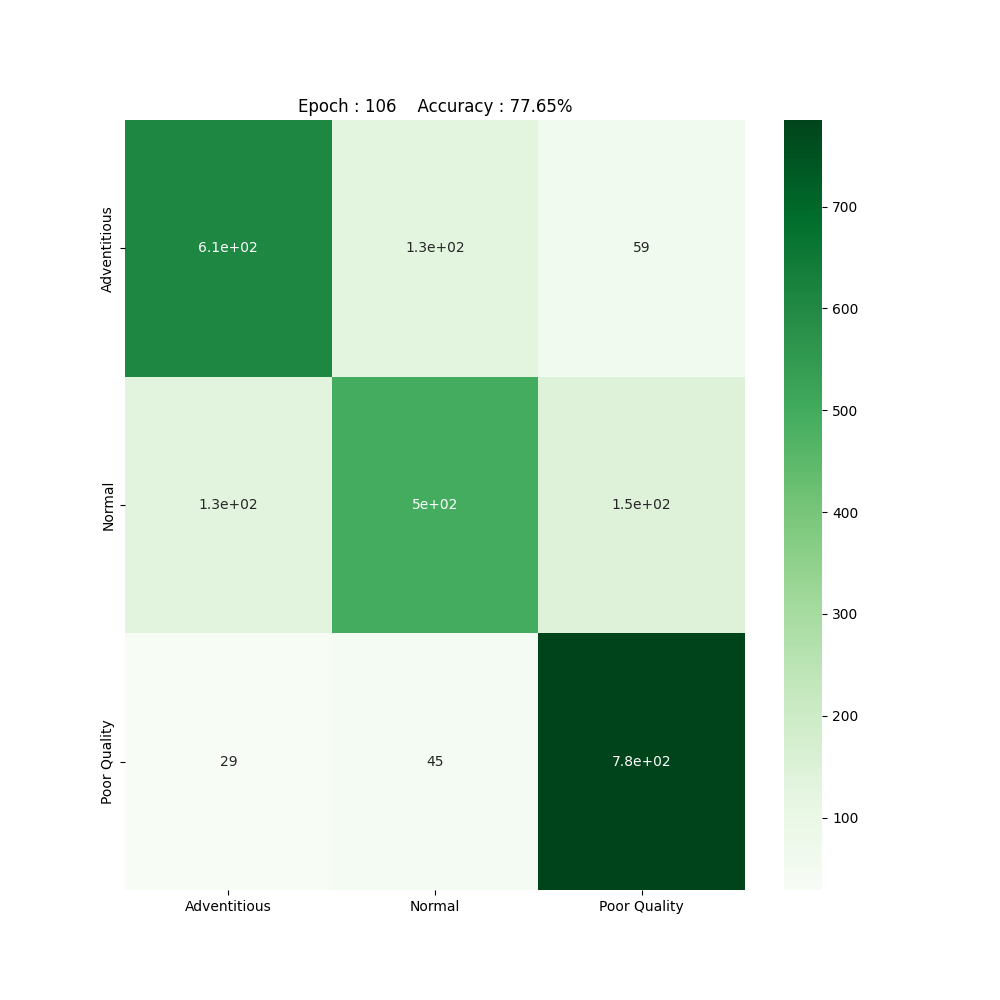 Epoch : 106    Accuracy : 77.65%
Adventitious
6.1e+02
1.3e+02
59
Normal
1.3e+02
5e+02
1.5e+02
Poor Quality
29
45
7.8e+02
Adventitious
Normal
Poor Quality
700
600
500
400
300
200
100